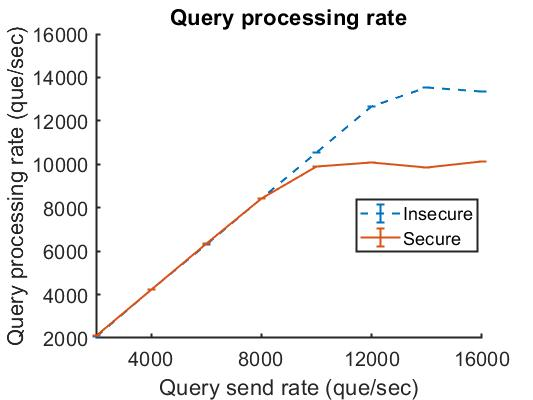 Query processing rate
Query processing rate (que/sec)
16000
14000
12000
10000
8000
6000
4000
2000
Insecure
Secure
4000 8000 12000 16000
Query send rate (que/sec)